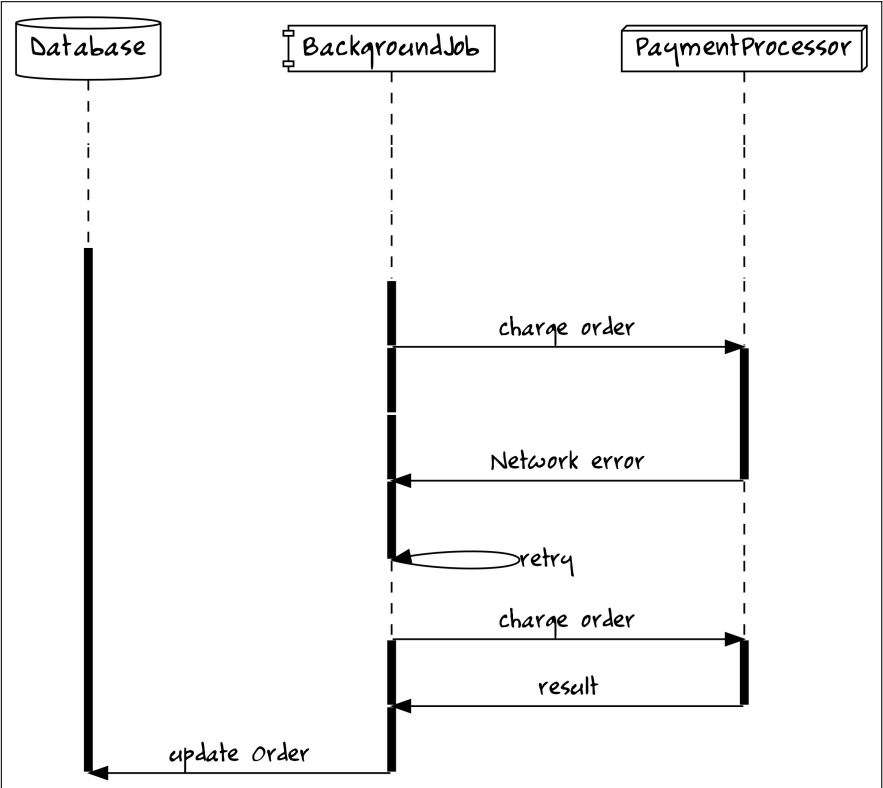 Database
BackgroundJob
PaymentProcessor
charge order
Network error
retry
charge order
result
update Order